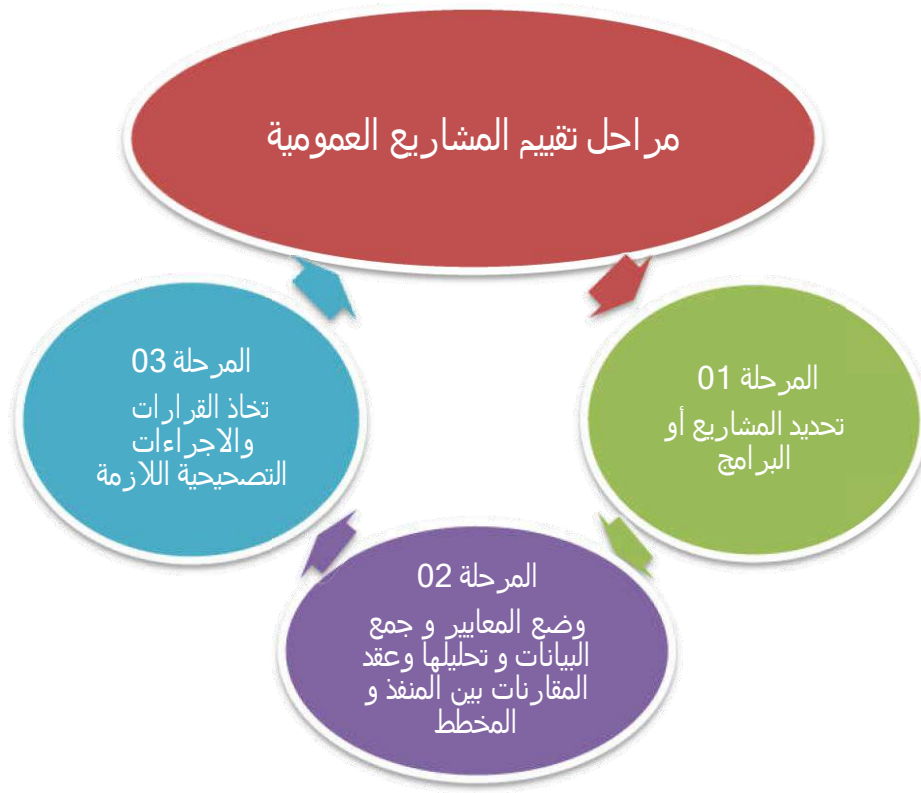 مراحل تقييم المشاريع العمومية
المرحلة 01
تحديد المشاريع أو
البرامج
المرحلة 02
وضع المعايير و جمع
البيانات و تحليلها وعقد
المقارنات بين المنفذ و
المخطط
المرحلة 03
تخاذ القرارات
والاجراءات
التصحيحية اللازمة